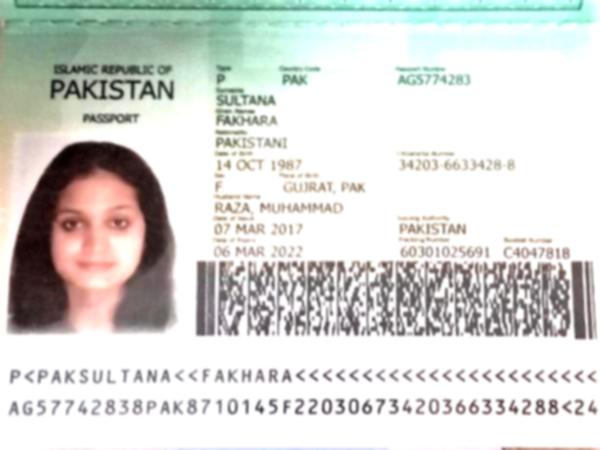 Type Country Code Passport Number
ISLAMIC REPUBLIC OF P PAK AG5774283
PAKISTAN
Surname
SULTANA
Given Names
PASSPORT FAKHARA
Nationality
PAKISTANI
Date of Birth Citizenship Number
14 OCT 1987 34203-6633428-8
Sex Place of Birth
F GUJRAT, PAK
Husband Name
RAZA, MUHAMMAD
Date of Issue Issuing Authority
07 MAR 2017 PAKISTAN
Date of Expiry Tracking Number Booklet Number
06 MAR 2022 60301025691 C4047818
P<PAKSULTANA<<FAKHARA<<<<<<<<<<<<<<<<<<<<<<<
AG57742838PAK8710145F22030673420366334288<24